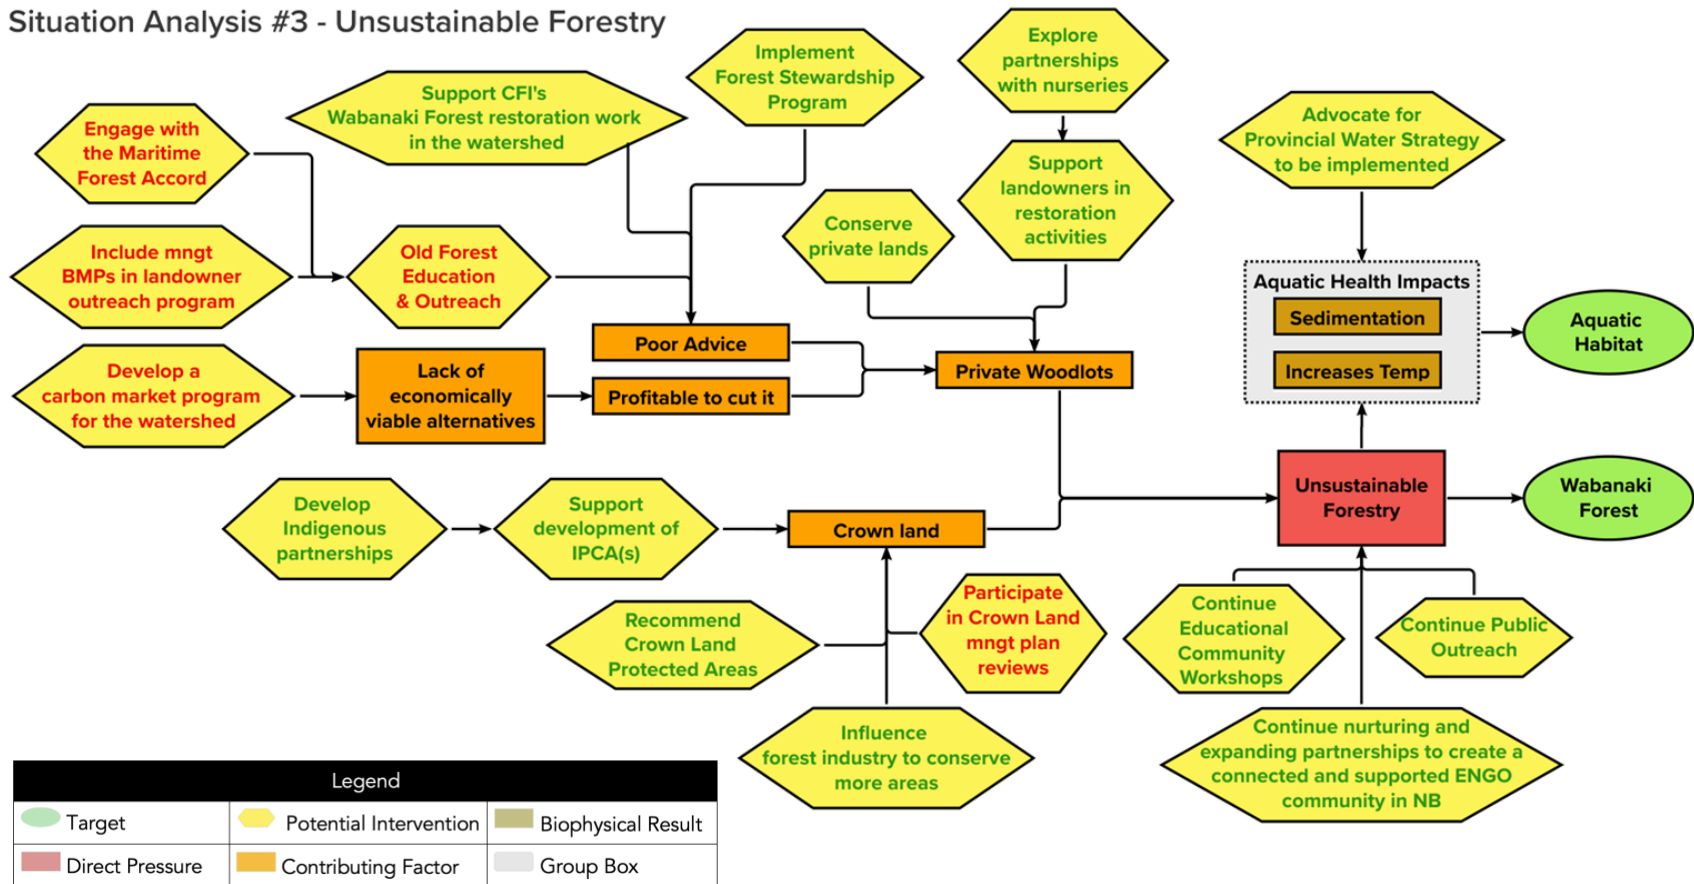 Situation Analysis #3 - Unsustainable Forestry
Engage with
the Maritime
Forest Accord
Support CFI's
Wabanaki Forest restoration work
in the watershed
Implement
Forest Stewardship
Program
Explore
partnerships
with nurseries
Advocate for
Provincial Water Strategy
to be implemented
Include mngt
BMPs in landowner
outreach program
Old Forest
Education
& Outreach
Conserve
private lands
Support
landowners in
restoration
activities
Aquatic Health Impacts
Sedimentation
Increases Temp
Aquatic
Habitat
Develop a
carbon market program
for the watershed
Lack of
economically
viable alternatives
Poor Advice
Profitable to cut it
Private Woodlots
Develop
Indigenous
partnerships
Support
development of
IPCA(s)
Crown land
Unsustainable
Forestry
Wabanaki
Forest
Recommend
Crown Land
Protected Areas
Participate
in Crown Land
mngt plan
reviews
Continue
Educational
Community
Workshops
Continue Public
Outreach
Influence
forest industry to conserve
more areas
Continue nurturing and
expanding partnerships to create a
connected and supported ENGO
community in NB
Legend
Target
Potential Intervention
Biophysical Result
Direct Pressure
Contributing Factor
Group Box